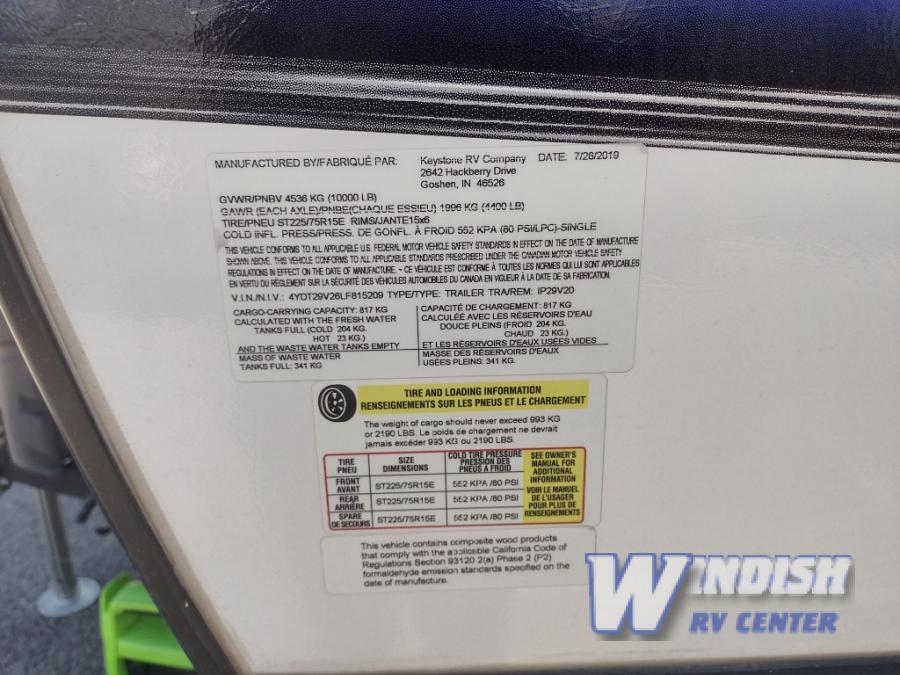 MANUFACTURED BY/FABRIQUÉ PAR: Keystone RV Company DATE: 7/26/2019
2642 Hackberry Drive
Goshen, IN 46526
GVWR/PNBV 4536 KG (10000 LB)
GAWR (EACH AXLE)/PNBE(CHAQUE ESSIEU) 1996 KG (4400 LB)
TIRE/PNEU ST225/75R15E RIMS/JANTE15x6
COLD INFL. PRESS/PRESS. DE GONFL. À FROID 552 KPA (80 PSI/LPC)-SINGLE
THIS VEHICLE CONFORMS TO ALL APPLICABLE U.S. FEDERAL MOTOR VEHICLE SAFETY STANDARDS IN EFFECT ON THE DATE OF MANUFACTURE
SHOWN ABOVE. THIS VEHICLE CONFORMS TO ALL APPLICABLE STANDARDS PRESCRIBED UNDER THE CANADIAN MOTOR VEHICLE SAFETY
REGULATIONS IN EFFECT ON THE DATE OF MANUFACTURE. ~ CE VÉHICULE EST CONFORME À TOUTES LES NORMES QUI LUI SONT APPLICABLES
EN VERTU DU RÉGLEMENT SUR LA SÉCURITÉ DES VÉHICULES AUTOMOBILES DU CANADA EN VIGUEUR À LA DATE DE SA FABRICATION.
V.I.N./N.I.V.: 4YDT29V26LF815209 TYPE/TYPE: TRAILER TRA/REM: IP29V20
CARGO-CARRYING CAPACITY: 817 KG
CALCULATED WITH THE FRESH WATER
TANKS FULL (COLD 204 KG.
HOT 23 KG.)
AND THE WASTE WATER TANKS EMPTY
MASS OF WASTE WATER
TANKS FULL: 341 KG
CAPACITÉ DE CHARGEMENT: 817 KG
CALCULÉE AVEC LES RÉSERVOIRS D'EAU
DOUCE PLEINS (FROID 204 KG.
CHAUD 23 KG.)
ET LES RÉSERVOIRS D'EAUX USÉES VIDES
MASSE DES RÉSERVOIRS D'EAUX
USÉES PLEINS: 341 KG.
TIRE AND LOADING INFORMATION
RENSEIGNEMENTS SUR LES PNEUS ET LE CHARGEMENT
The weight of cargo should never exceed 993 KG
or 2190 LBS. Le poids de chargement ne devrait
jamais excéder 993 KG ou 2190 LBS.
TIRE
PNEU
SIZE
DIMENSIONS
COLD TIRE PRESSURE
PRESSION DES
PNEUS A FROID
FRONT
AVANT
ST225/75R15E
552 KPA /80 PSI
REAR
ARRIÈRE
ST225/75R15E
552 KPA /80 PSI
SPARE
DE SECOURS
ST225/75R15E
552 KPA /80 PSI
SEE OWNER'S
MANUAL FOR
ADDITIONAL
INFORMATION
VOIR LE MANUEL
DE L'USAGER
POUR PLUS DE
RENSEIGNEMENTS
This vehicle contains composite wood products
that comply with the applicable California Code of
Regulations Section 93120 2(a) Phase 2 (P2)
formaldehyde emission standards specified on the
date of manufacture.
WINDISH
RV CENTER